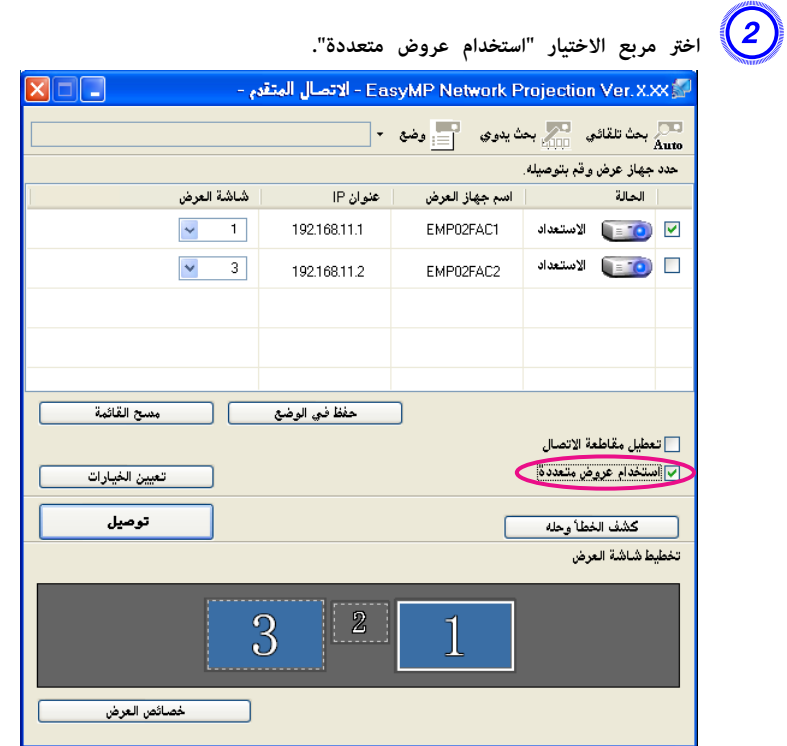 2
اختر مربع الاختيار "استخدام عروض متعددة".
EasyMP Network Projection Ver.X.XX - الاتصال المتقدم -
Auto بحث تلقائي بحث يدوي وضع
حدد جهاز عرض وقم بتوصيله.
الحالة اسم جهاز العرض عنوان IP شاشة العرض
الاستعداد EMP02FAC1 192.168.11.1 1
الاستعداد EMP02FAC2 192.168.11.2 3
حفظ في الوضع مسح القائمة
تعطيل مقاطعة الاتصال
استخدام عروض متعددة تعيين الخيارات
كشف الخطأ وحله توصيل
تخطيط شاشة العرض
1 2 3
خصائص العرض